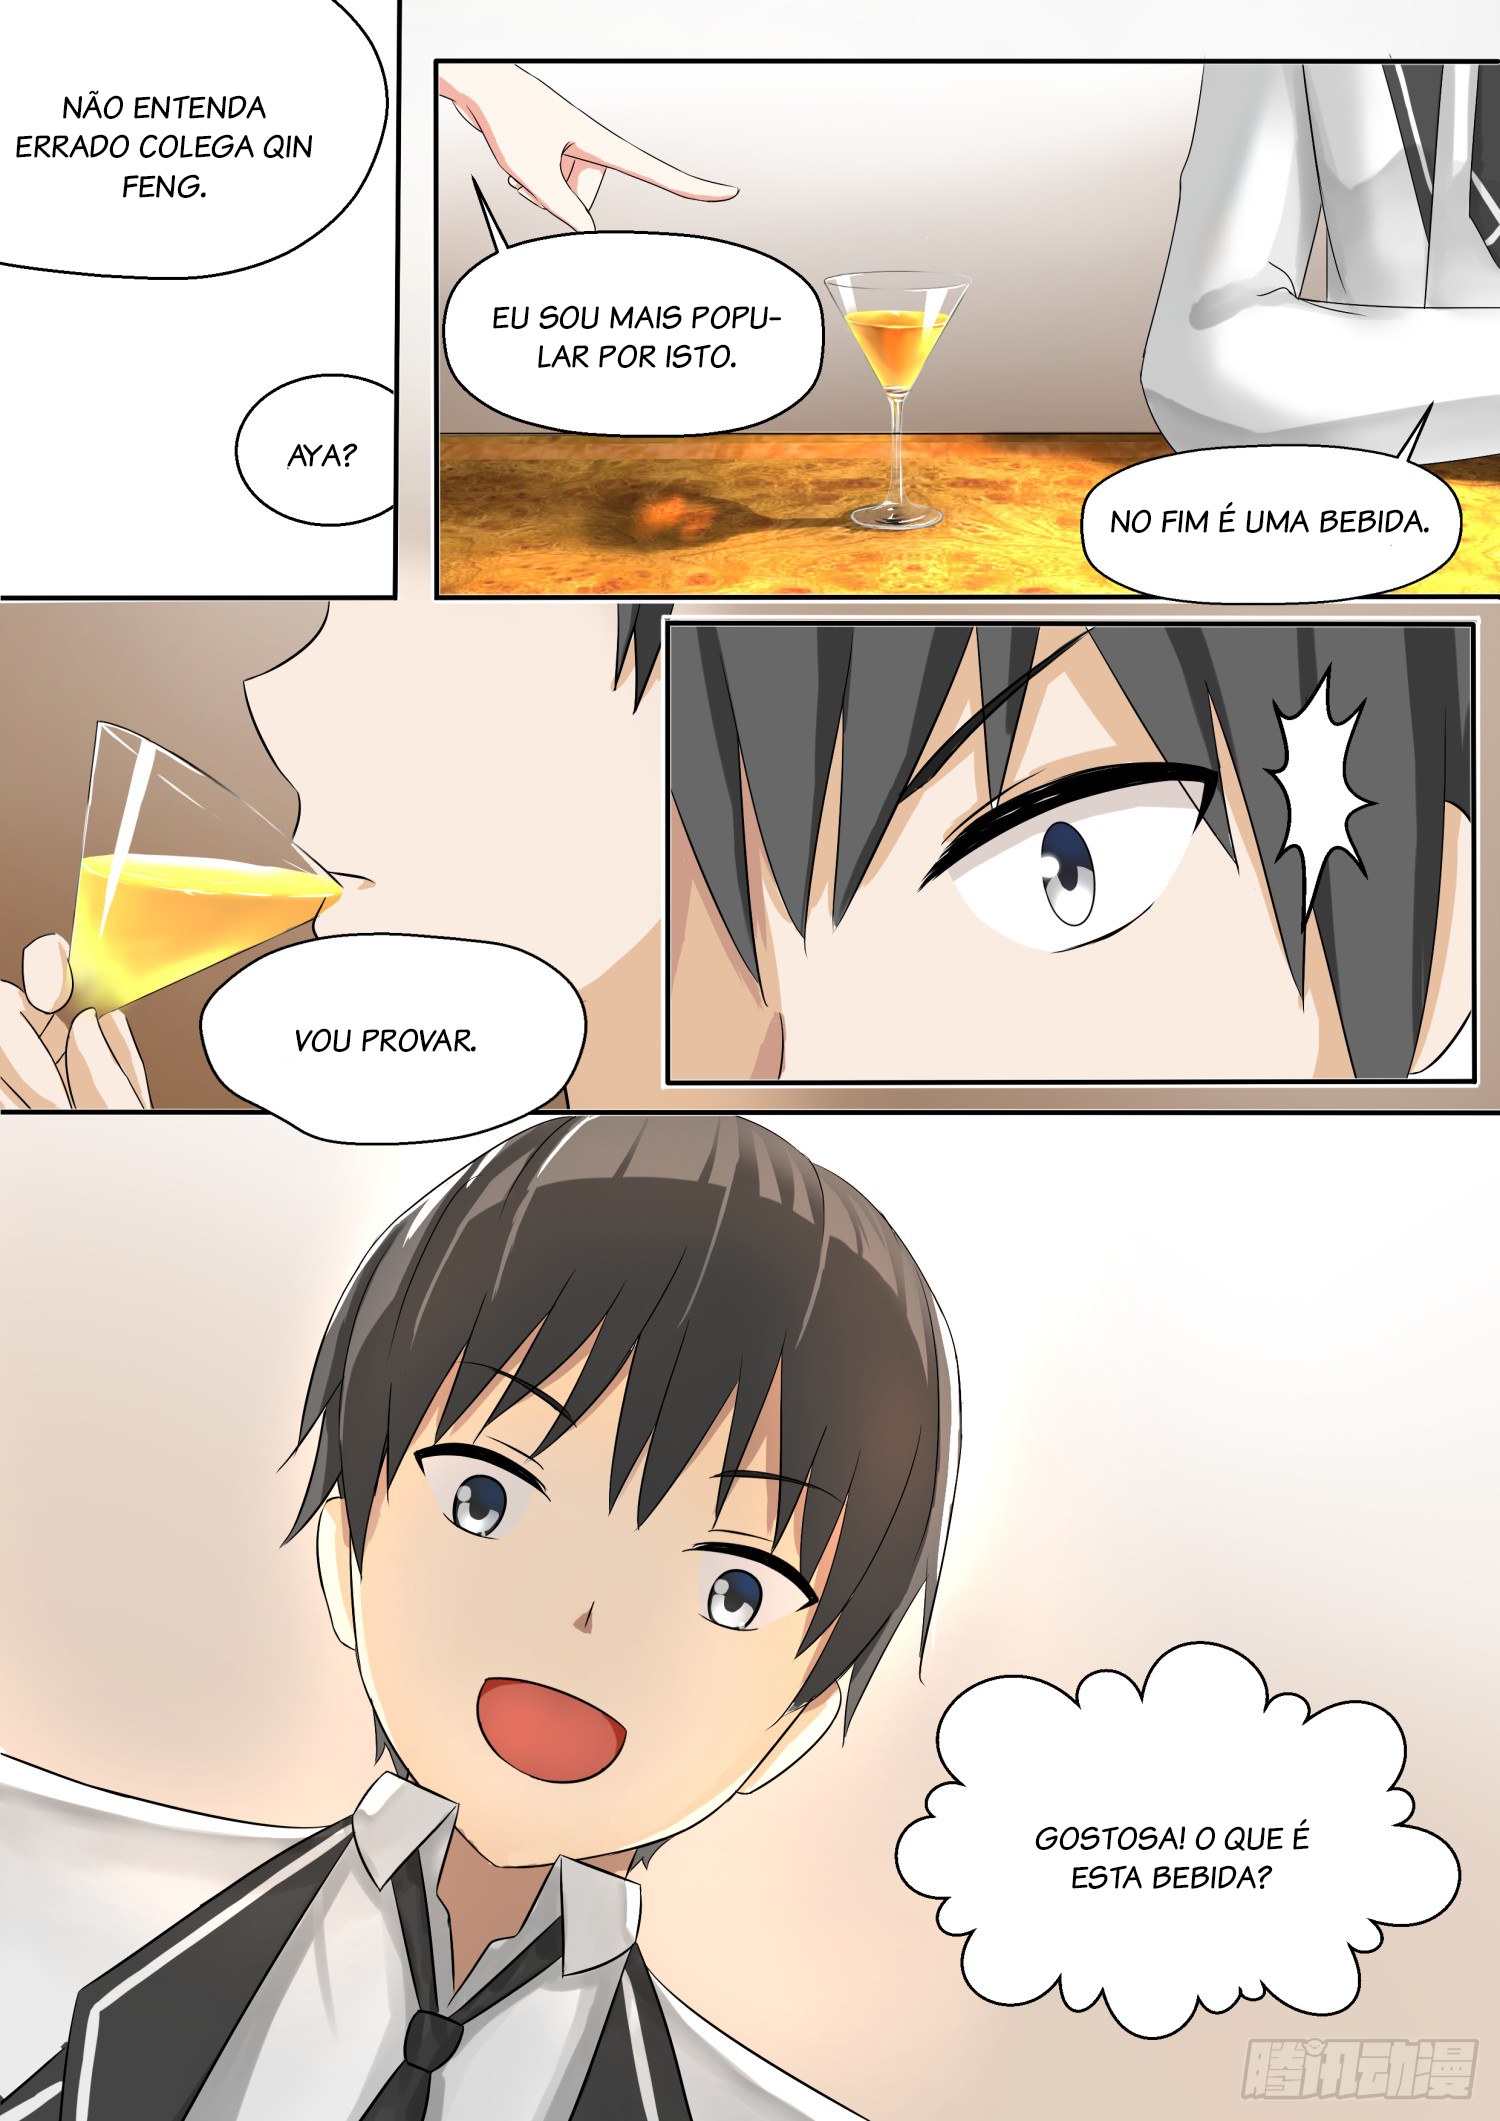 NÃO ENTENDA
ERRADO COLEGA QIN
FENG.
AYA?
EU SOU MAIS POPU-
LAR POR ISTO.
NO FIM É UMA BEBIDA.
VOU PROVAR.
GOSTOSA! O QUE É
ESTA BEBIDA?
腾讯动漫